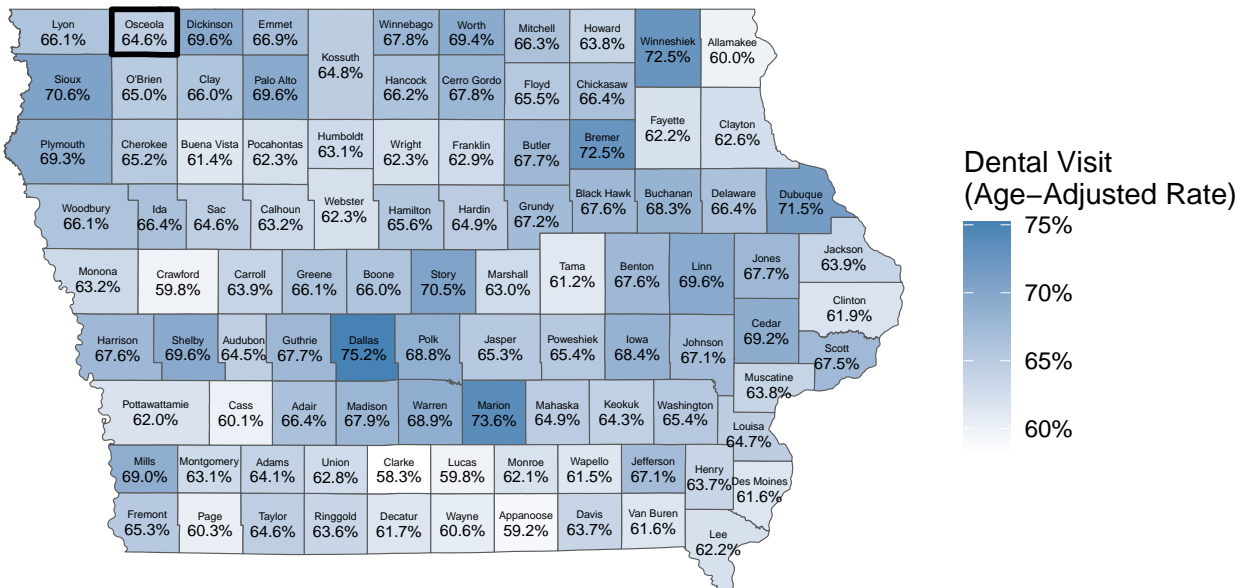 Lyon
66.1%
Osceola
64.6%
Dickinson
69.6%
Emmet
66.9%
Kossuth
64.8%
Winnebago
67.8%
Worth
69.4%
Mitchell
66.3%
Howard
63.8%
Winneshiek
72.5%
Allamakee
60.0%
Sioux
70.6%
O'Brien
65.0%
Clay
66.0%
Palo Alto
69.6%
Hancock
66.2%
Cerro Gordo
67.8%
Floyd
65.5%
Chickasaw
66.4%
Fayette
62.2%
Clayton
62.6%
Plymouth
69.3%
Cherokee
65.2%
Buena Vista
61.4%
Pocahontas
62.3%
Humboldt
63.1%
Wright
62.3%
Franklin
62.9%
Butler
67.7%
Bremer
72.5%
Woodbury
66.1%
Ida
66.4%
Sac
64.6%
Calhoun
63.2%
Webster
62.3%
Hamilton
65.6%
Hardin
64.9%
Grundy
67.2%
Black Hawk
67.6%
Buchanan
68.3%
Delaware
66.4%
Dubuque
71.5%
Monona
63.2%
Crawford
59.8%
Carroll
63.9%
Greene
66.1%
Boone
66.0%
Story
70.5%
Marshall
63.0%
Tama
61.2%
Benton
67.6%
Linn
69.6%
Jones
67.7%
Jackson
63.9%
Clinton
61.9%
Harrison
67.6%
Shelby
69.6%
Audubon
64.5%
Guthrie
67.7%
Dallas
75.2%
Polk
68.8%
Jasper
65.3%
Poweshiek
65.4%
Iowa
68.4%
Johnson
67.1%
Cedar
69.2%
Scott
67.5%
Muscatine
63.8%
Pottawattamie
62.0%
Cass
60.1%
Adair
66.4%
Madison
67.9%
Warren
68.9%
Marion
73.6%
Mahaska
64.9%
Keokuk
64.3%
Washington
65.4%
Louisa
64.7%
Mills
69.0%
Montgomery
63.1%
Adams
64.1%
Union
62.8%
Clarke
58.3%
Lucas
59.8%
Monroe
62.1%
Wapello
61.5%
Jefferson
67.1%
Henry
63.7%
Des Moines
61.6%
Fremont
65.3%
Page
60.3%
Taylor
64.6%
Ringgold
63.6%
Decatur
61.7%
Wayne
60.6%
Appanoose
59.2%
Davis
63.7%
Van Buren
61.6%
Lee
62.2%
Dental Visit
(Age−Adjusted Rate)
75%
70%
65%
60%